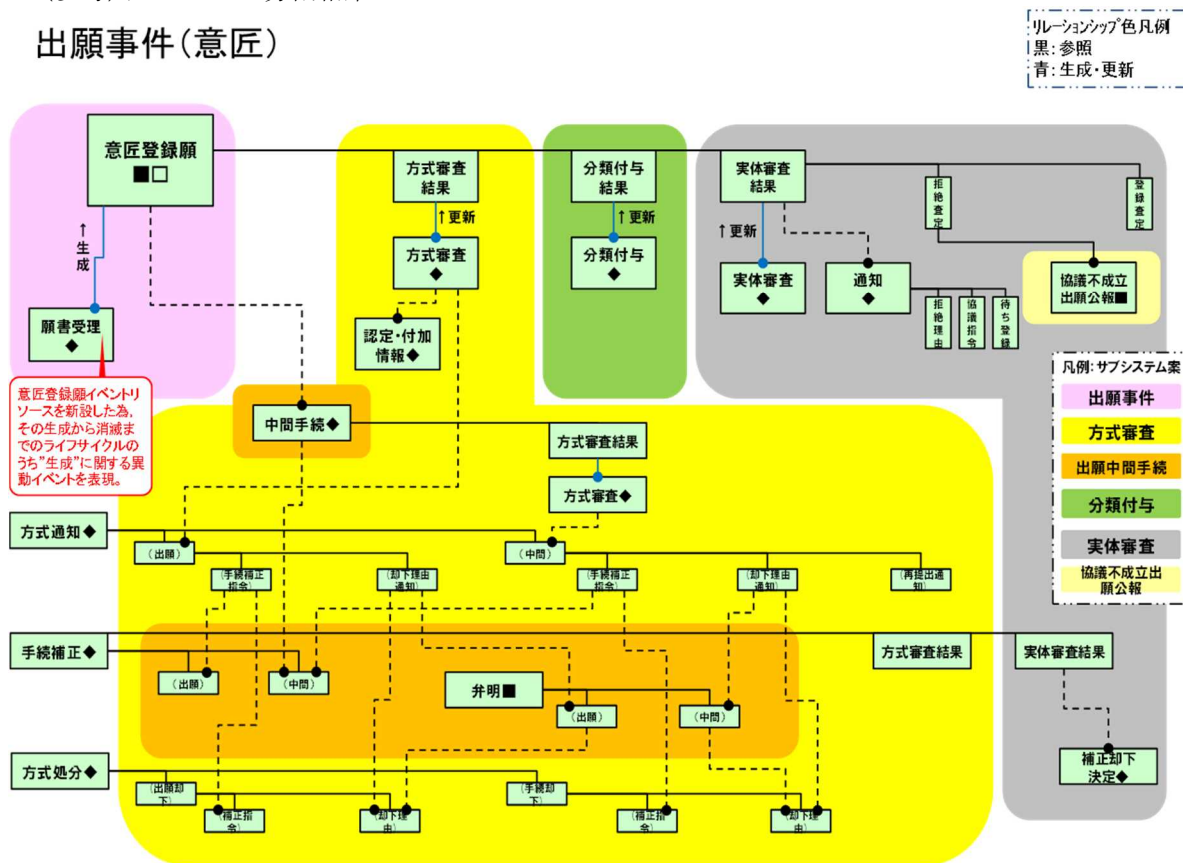 出願事件(意匠)
リレーションシップ色凡例
黒:参照
青:生成・更新
意匠登録願
■□
方式審査
結果
分類付与
結果
実体審査
結果
拒絶査定
登録査定
↑生成
↑更新
↑更新
↑更新
方式審査
◆
分類付与
◆
実体審査
◆
通知
◆
協議不成立
出願公報■
願書受理
◆
認定・付加
情報◆
拒絶理由
協議指令
待ち登録
意匠登録願イベントリ
ソースを新設した為、
その生成から消滅ま
でのライフサイクルの
うち"生成"に関する異
動イベントを表現。
凡例:サブシステム案
出願事件
方式審査
出願中間手続
分類付与
実体審査
協議不成立出
願公報
中間手続◆
方式審査結果
方式審査◆
方式通知◆
(出願)
(中間)
(手続補正
指令)
(却下理由
通知)
(手続補正
指令)
(却下理由
通知)
(再提出通
知)
手続補正◆
方式審査結果
実体審査結果
(出願)
(中間)
弁明■
(出願)
(中間)
方式処分◆
(出願却
下)
(手続却
下)
補正却下
決定◆
(補正指
令)
(却下理
由)
(補正指
令)
(却下理
由)